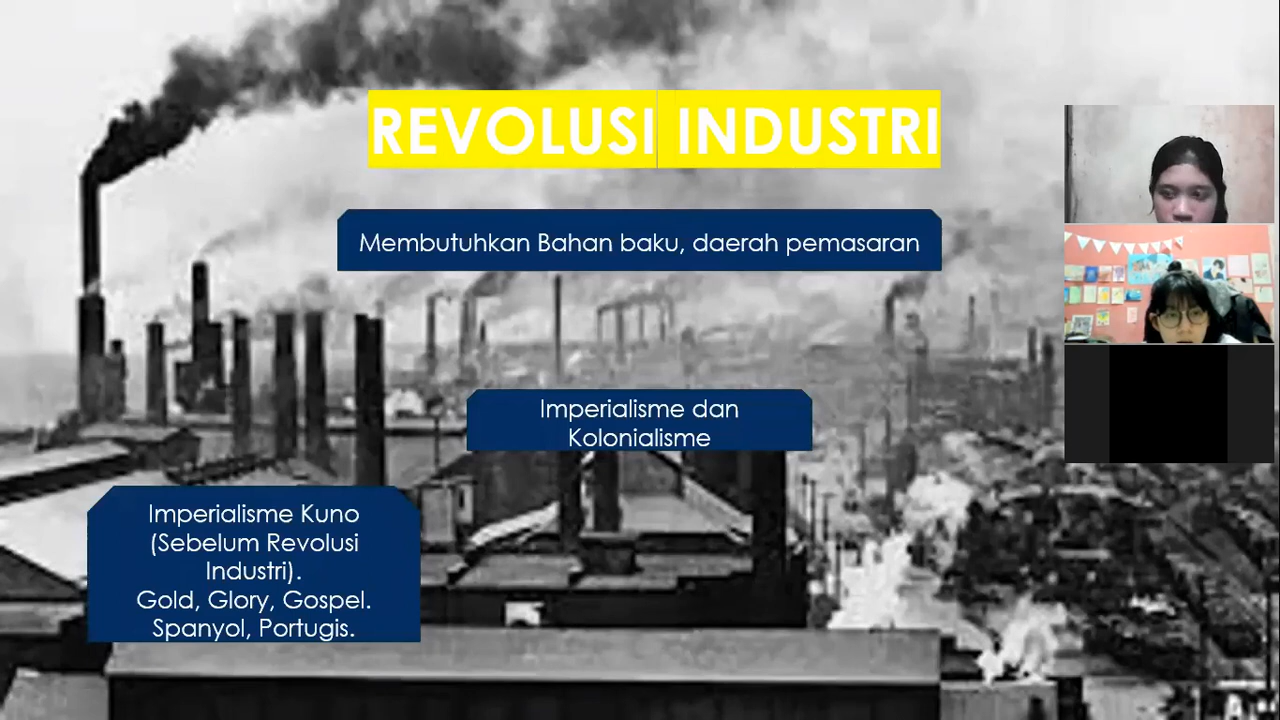 REVOLUSI INDUSTRI
Membutuhkan Bahan baku, daerah pemasaran
Imperialisme dan
Kolonialisme
Imperialisme Kuno
(Sebelum Revolusi
Industri).
Gold, Glory, Gospel.
Spanyol, Portugis.